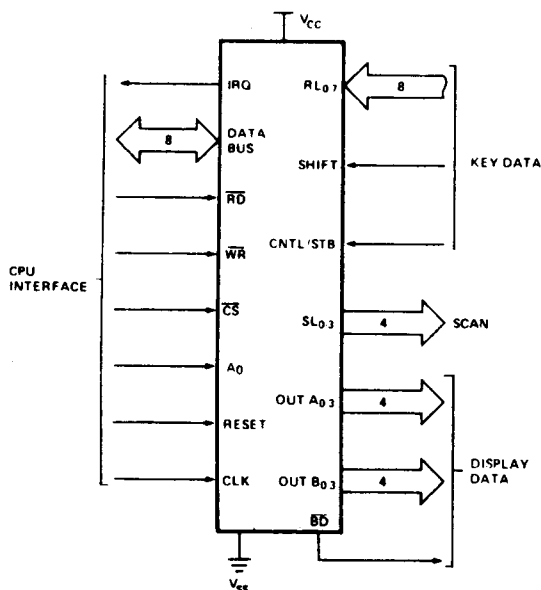 VCC
IRQ
RL0-7
8
DATA
BUS
8
SHIFT
KEY DATA
RD
WR
CNTL/STB
CPU
INTERFACE
CS
SL0-3
4
SCAN
A0
OUT A0-3
4
RESET
DISPLAY
DATA
CLK
OUT B0-3
4
BD
VSS